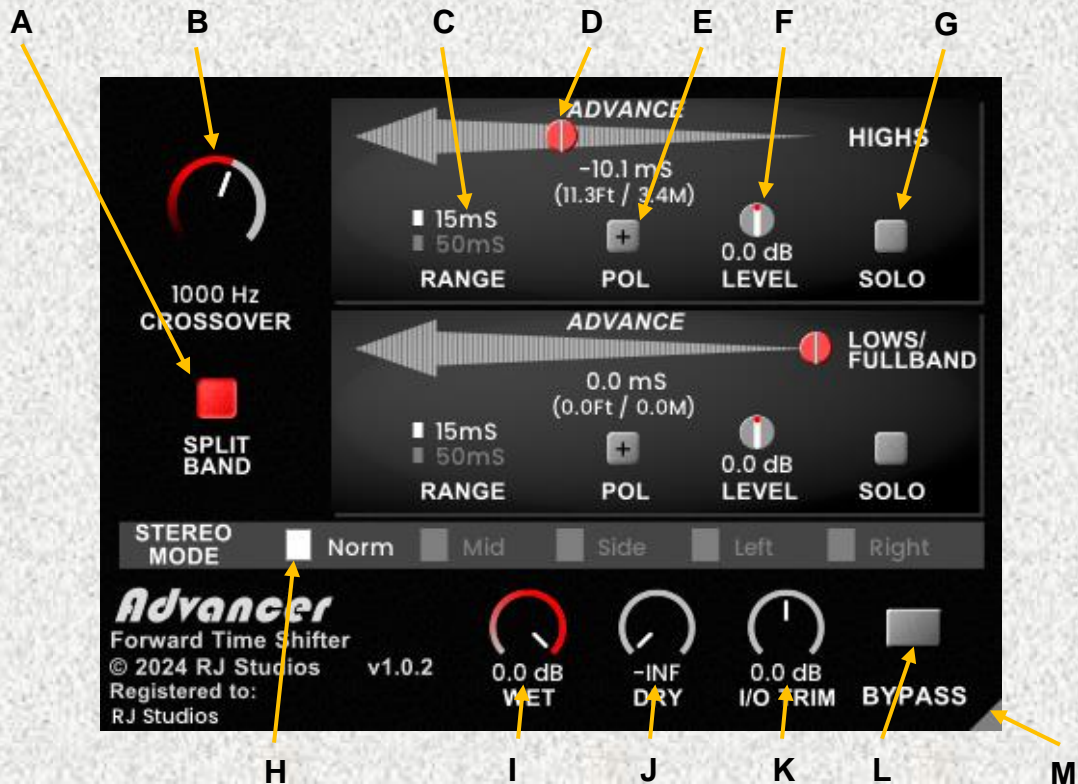 A B C D E F G
ADVANCE
HIGHS
-10.1 mS
(11.3Ft / 3.4M)
15mS
50mS
+
0.0 dB
RANGE POL LEVEL SOLO
1000 Hz
CROSSOVER
ADVANCE
LOWS/
FULLBAND
0.0 mS
(0.0Ft / 0.0M)
15mS
50mS
+
0.0 dB
RANGE POL LEVEL SOLO
SPLIT
BAND
STEREO
MODE
Norm Mid Side Left Right
Advancer
Forward Time Shifter
© 2024 RJ Studios v1.0.2
Registered to:
RJ Studios
0.0 dB
WET
-INF
DRY
0.0 dB
I/O TRIM
BYPASS
H I J K L M